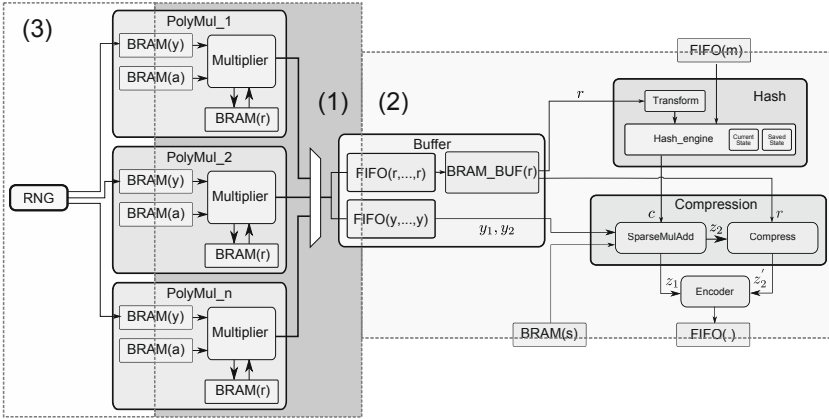 (3)
PolyMul_1
BRAM(y)
BRAM(a)
Multiplier
BRAM(r)
PolyMul_2
BRAM(y)
BRAM(a)
Multiplier
BRAM(r)
PolyMul_n
BRAM(y)
BRAM(a)
Multiplier
BRAM(r)
RNG
(1)
(2)
Buffer
FIFO(r,...,r)
BRAM_BUF(r)
FIFO(y,...,y)
y₁, y₂
r
FIFO(m)
Transform
Hash
Hash_engine
Current
State
Saved
State
c
r
Compression
SparseMulAdd
z₂
Compress
z₁
z₂′
Encoder
BRAM(s)
FIFO(.)